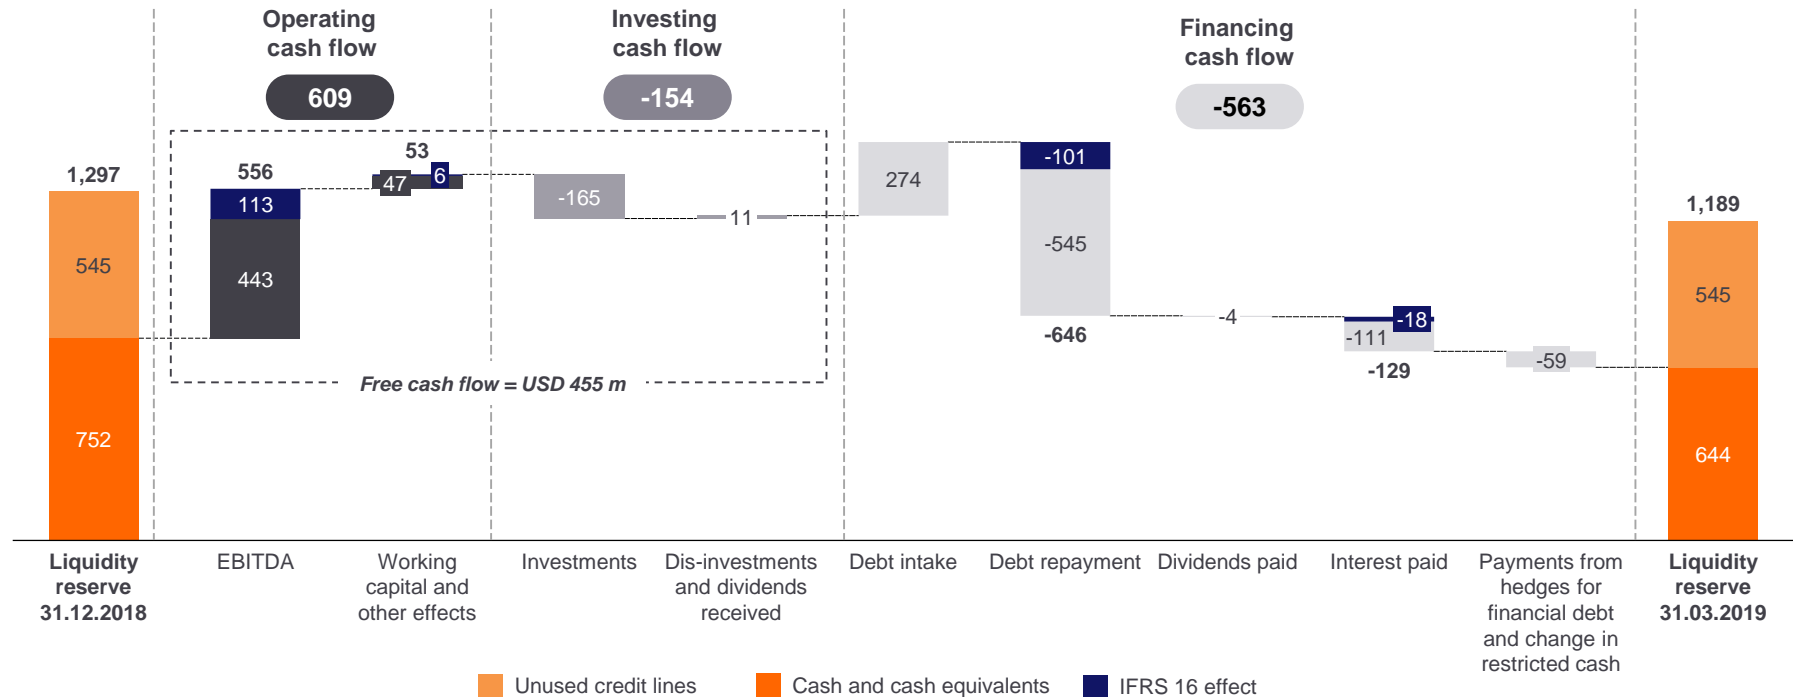 Operating
cash flow
609
Investing
cash flow
-154
Financing
cash flow
-563
1,297
545
752
556
113
443
53
47
6
-165
11
Free cash flow = USD 455 m
274
-101
-545
-646
-4
-18
-111
-129
-59
1,189
545
644
Liquidity
reserve
31.12.2018
EBITDA
Working
capital and
other effects
Investments
Dis-investments
and dividends
received
Debt intake
Debt repayment
Dividends paid
Interest paid
Payments from
hedges for
financial debt
and change in
restricted cash
Liquidity
reserve
31.03.2019
Unused credit lines
Cash and cash equivalents
IFRS 16 effect